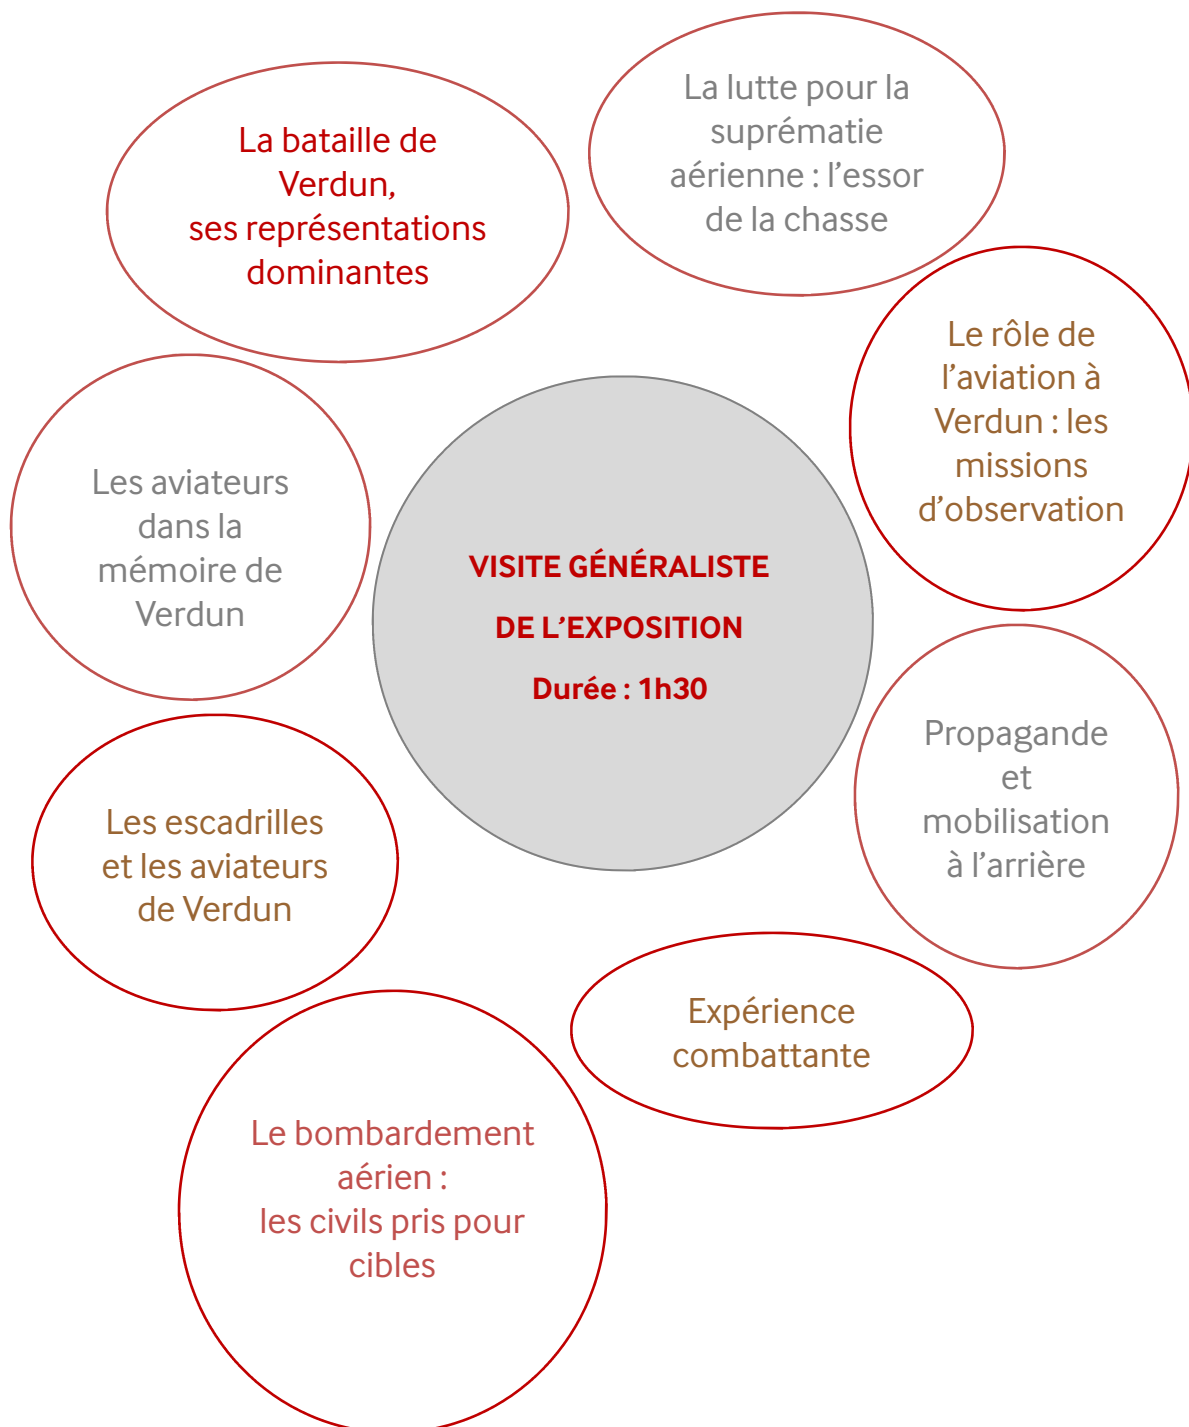 La bataille de
Verdun,
ses représentations
dominantes
La lutte pour la
suprématie
aérienne : l’essor
de la chasse
Le rôle de
l’aviation à
Verdun : les
missions
d’observation
Les aviateurs
dans la
mémoire de
Verdun
VISITE GÉNÉRALISTE
DE L’EXPOSITION
Durée : 1h30
Propagande
et
mobilisation
à l’arrière
Les escadrilles
et les aviateurs
de Verdun
Expérience
combattante
Le bombardement
aérien :
les civils pris pour
cibles